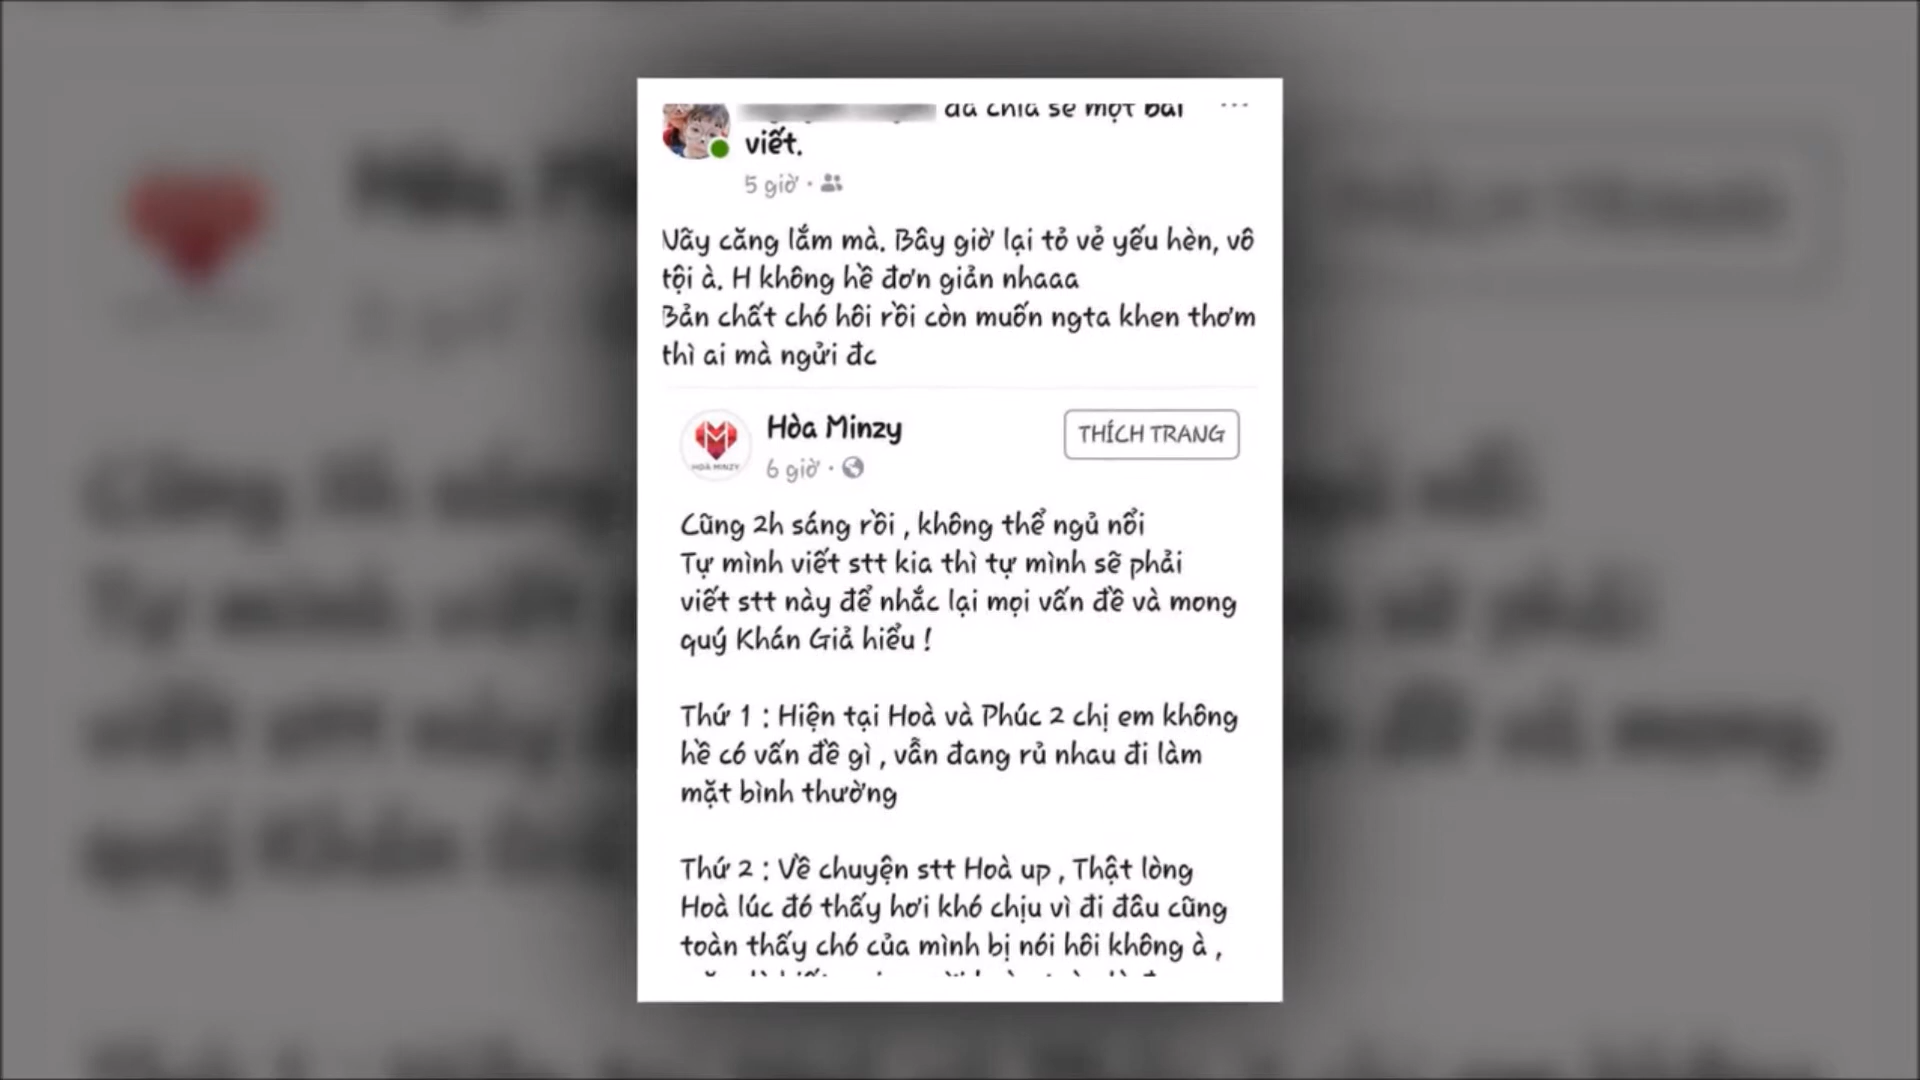 đã chia sẻ một bài
viết.
5 giờ
Nãy căng lắm mà. Bây giờ lại tỏ vẻ yếu hèn, vô
tội à. H không hề đơn giản nhaaa
Bản chất chó hôi rồi còn muốn ngta khen thơm
thì ai mà ngửi đc
Hòa Minzy
THÍCH TRANG
HOÀ MINZY
6 giờ
Cũng 2h sáng rồi , không thể ngủ nổi
Tự mình viết stt kia thì tự mình sẽ phải
viết stt này để nhắc lại mọi vấn đề và mong
quý Khán Giả hiểu !
Thứ 1 : Hiện tại Hoà và Phúc 2 chị em không
hề có vấn đề gì , vẫn đang rủ nhau đi làm
mặt bình thường
Thứ 2 : Về chuyện stt Hoà up , Thật lòng
Hoà lúc đó thấy hơi khó chịu vì đi đâu cũng
toàn thấy chó của mình bị nói hôi không à ,